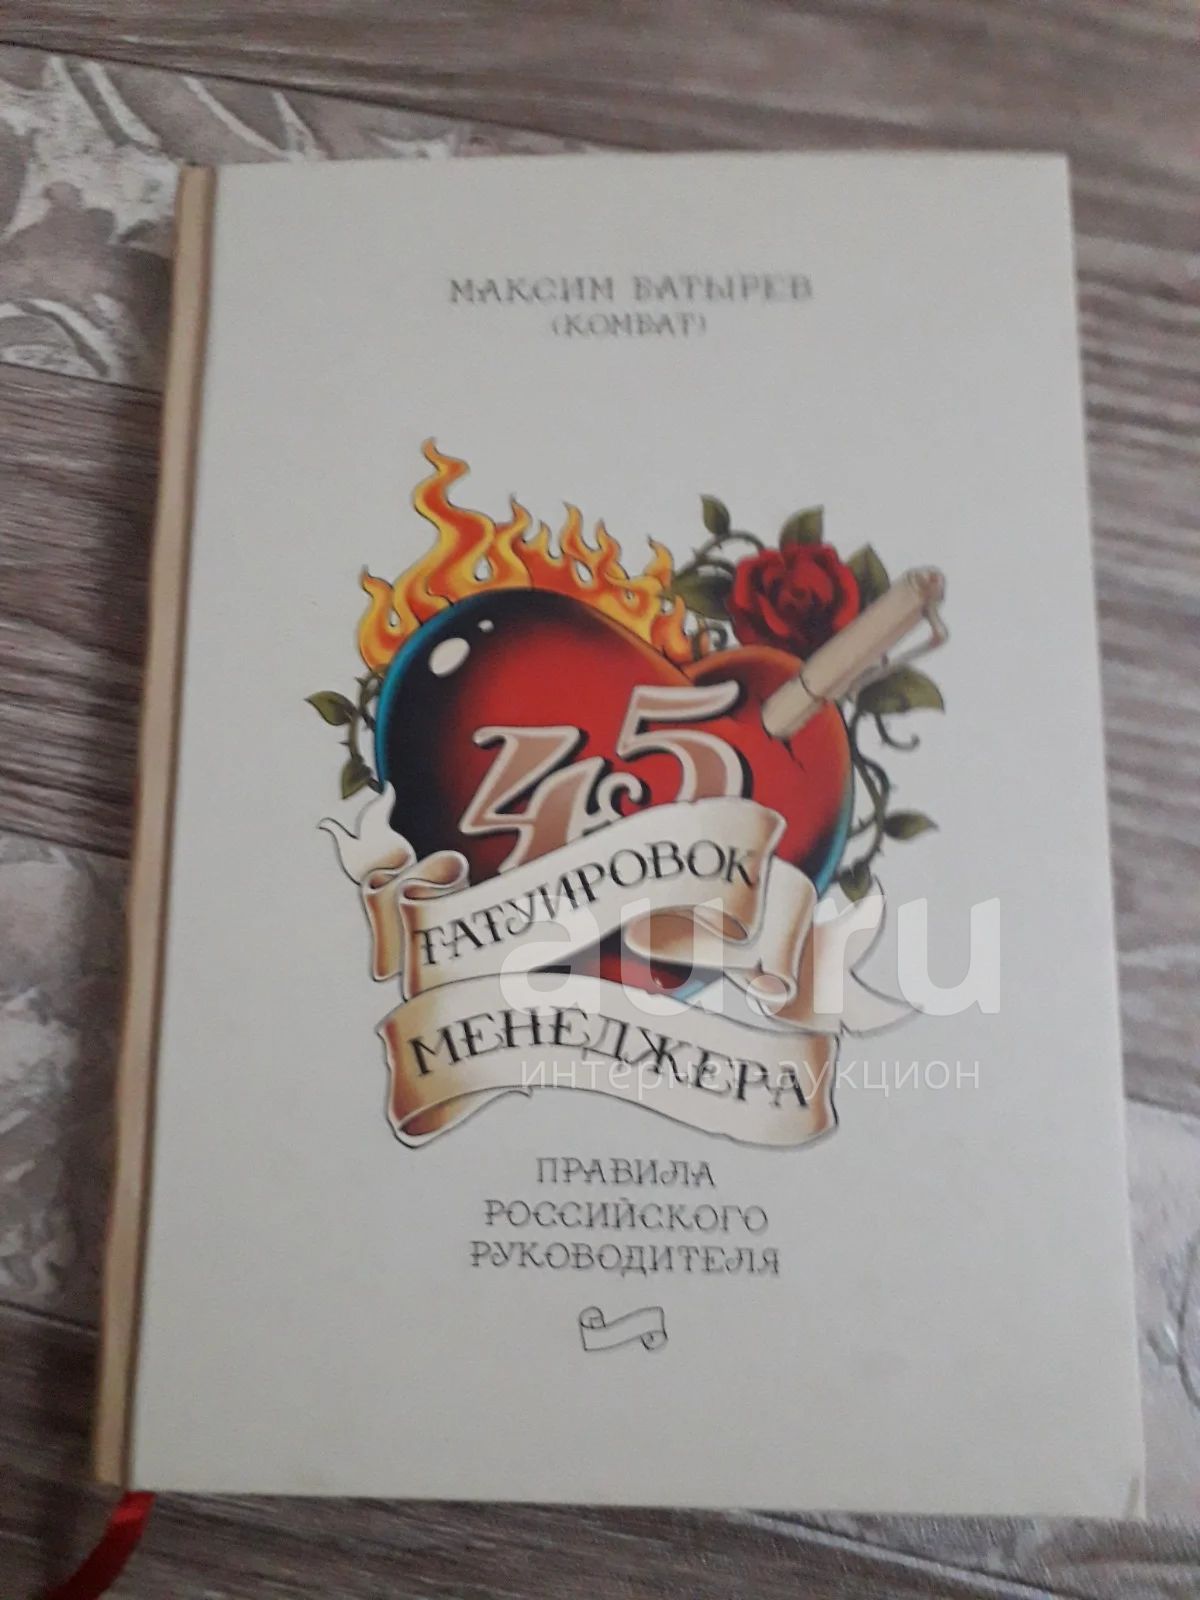 МАКСИМ БАТЫРЕВ
(КОМБАТ)
45
ТАТУИРОВОК
МЕНЕДЖЕРА
au.ru
интернет-аукцион
ПРАВИЛА
РОССИЙСКОГО
РУКОВОДИТЕЛЯ